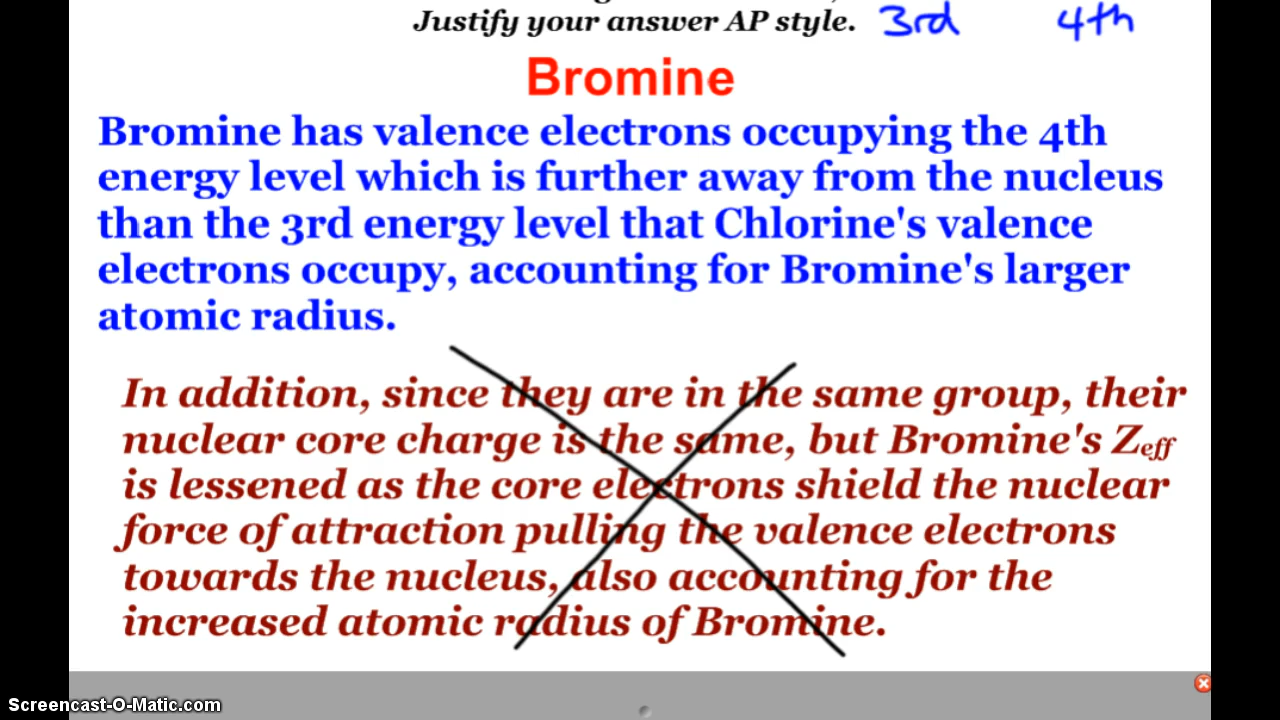 Justify your answer AP style. 3rd 4th
Bromine
Bromine has valence electrons occupying the 4th
energy level which is further away from the nucleus
than the 3rd energy level that Chlorine's valence
electrons occupy, accounting for Bromine's larger
atomic radius.
In addition, since they are in the same group, their
nuclear core charge is the same, but Bromine's Zeff
is lessened as the core electrons shield the nuclear
force of attraction pulling the valence electrons
towards the nucleus, also accounting for the
increased atomic radius of Bromine.
Screencast-O-Matic.com